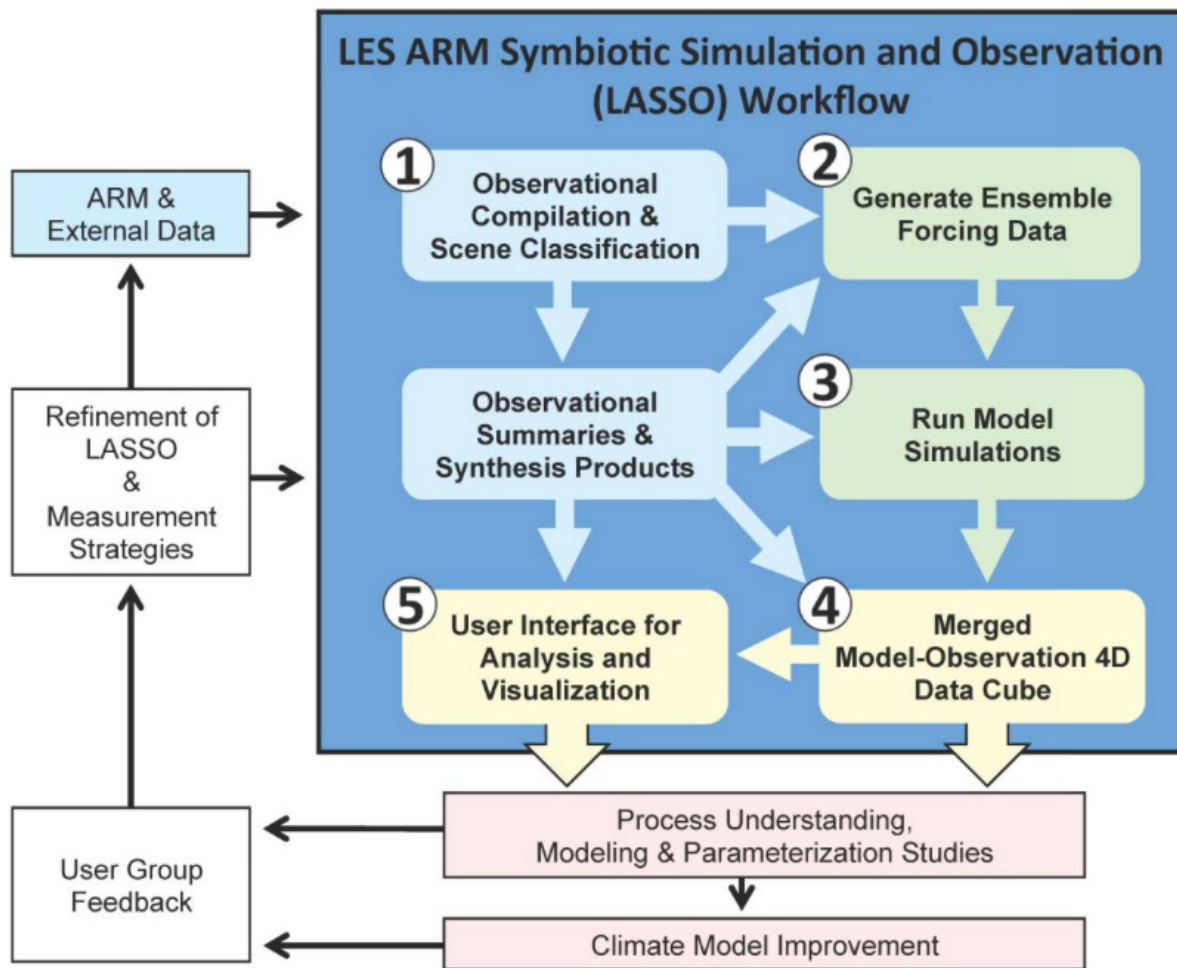 LES ARM Symbiotic Simulation and Observation
(LASSO) Workflow
ARM &
External Data
1
Observational
Compilation &
Scene Classification
2
Generate Ensemble
Forcing Data
Refinement of
LASSO
&
Measurement
Strategies
Observational
Summaries &
Synthesis Products
3
Run Model
Simulations
5
User Interface for
Analysis and
Visualization
4
Merged
Model-Observation 4D
Data Cube
User Group
Feedback
Process Understanding,
Modeling & Parameterization Studies
Climate Model Improvement